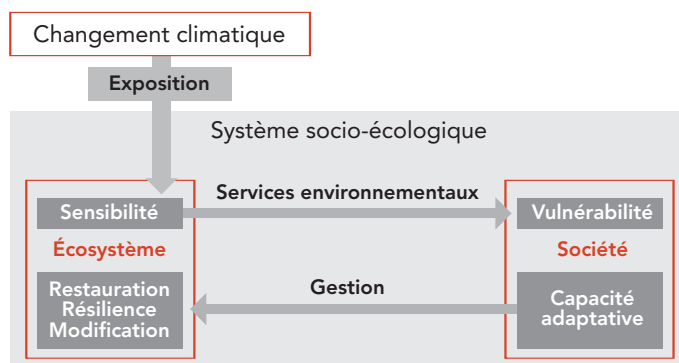 Changement climatique
Exposition
Système socio-écologique
Services environnementaux
Sensibilité
Vulnérabilité
Écosystème
Société
Gestion
Restauration
Résilience
Modification
Capacité
adaptative